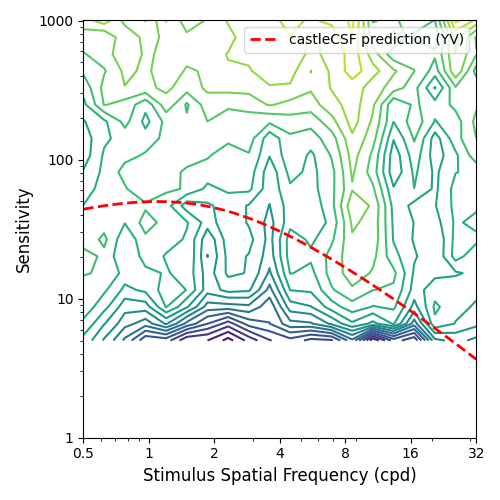 1000
castleCSF prediction (YV)
100
Sensitivity
10
1
0.5 1 2 4 8 16 32
Stimulus Spatial Frequency (cpd)